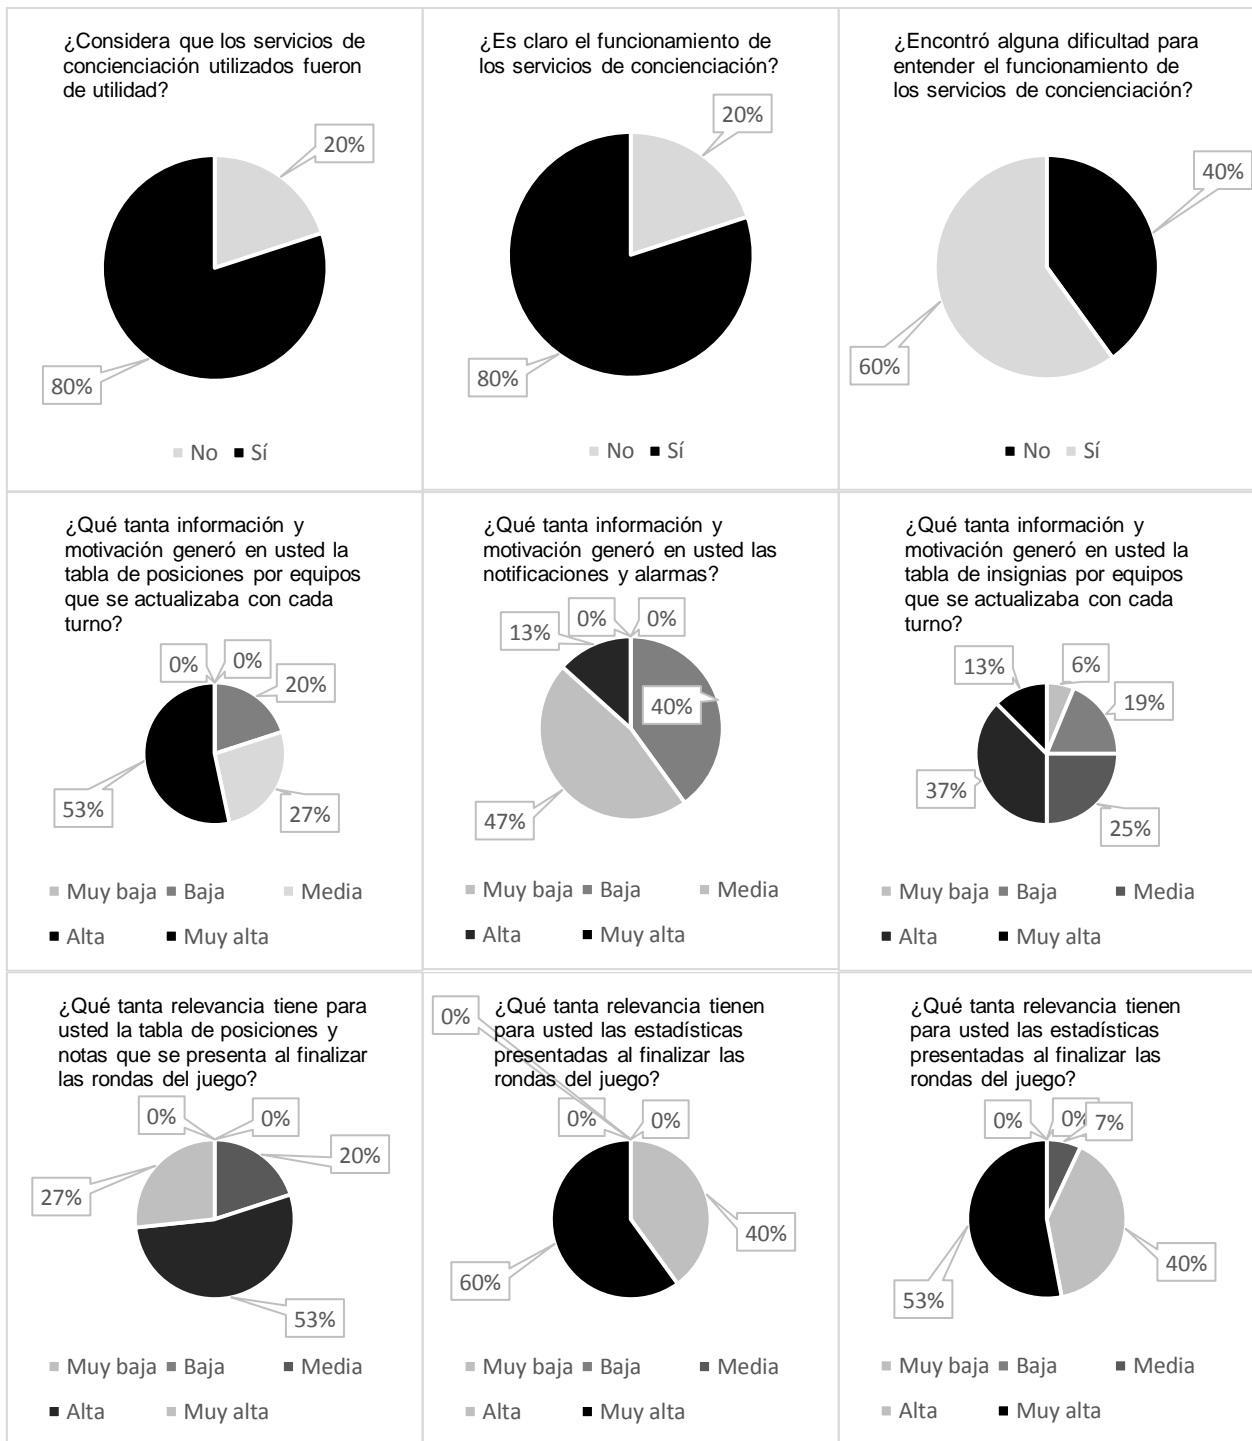 ¿Considera que los servicios de
concienciación utilizados fueron
de utilidad?
20%
80%
No Sí
¿Es claro el funcionamiento de
los servicios de concienciación?
20%
80%
No Sí
¿Encontró alguna dificultad para
entender el funcionamiento de
los servicios de concienciación?
40%
60%
No Sí
¿Qué tanta información y
motivación generó en usted la
tabla de posiciones por equipos
que se actualizaba con cada
turno?
0% 0%
20%
53%
27%
Muy baja Baja Media
Alta Muy alta
¿Qué tanta información y
motivación generó en usted las
notificaciones y alarmas?
0% 0%
13%
40%
47%
Muy baja Baja Media
Alta Muy alta
¿Qué tanta información y
motivación generó en usted la
tabla de insignias por equipos
que se actualizaba con cada
turno?
13% 6%
19%
37%
25%
Muy baja Baja Media
Alta Muy alta
¿Qué tanta relevancia tiene para
usted la tabla de posiciones y
notas que se presenta al finalizar
las rondas del juego?
0% 0%
20%
27%
53%
Muy baja Baja Media
Alta Muy alta
¿Qué tanta relevancia tienen
para usted las estadísticas
presentadas al finalizar las
rondas del juego?
0%
0% 0%
40%
60%
Muy baja Baja Media
Alta Muy alta
¿Qué tanta relevancia tienen
para usted las estadísticas
presentadas al finalizar las
rondas del juego?
0% 0% 7%
40%
53%
Muy baja Baja Media
Alta Muy alta